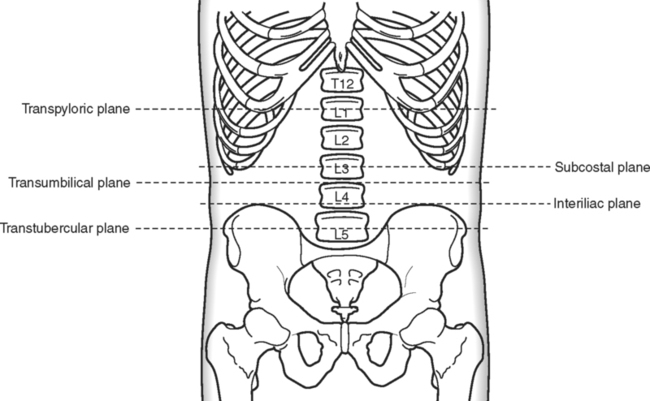 T12
Transpyloric plane
L1
L2
L3
Subcostal plane
Transumbilical plane
L4
Interiliac plane
Transtubercular plane
L5